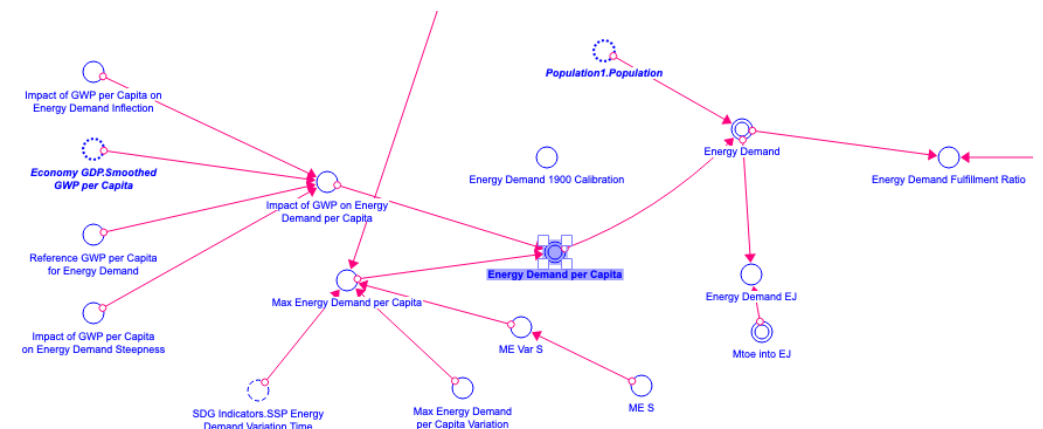 Population1.Population
Impact of GWP per Capita on
Energy Demand Inflection
Energy Demand
Economy GDP.Smoothed
GWP per Capita
Energy Demand 1900 Calibration
Energy Demand Fulfillment Ratio
Impact of GWP on Energy
Demand per Capita
Reference GWP per Capita
for Energy Demand
Energy Demand per Capita
Max Energy Demand per Capita
Energy Demand EJ
Impact of GWP per Capita
on Energy Demand Steepness
ME Var S
Mtoe into EJ
SDG Indicators.SSP Energy
Demand Variation Time
Max Energy Demand
per Capita Variation
ME S